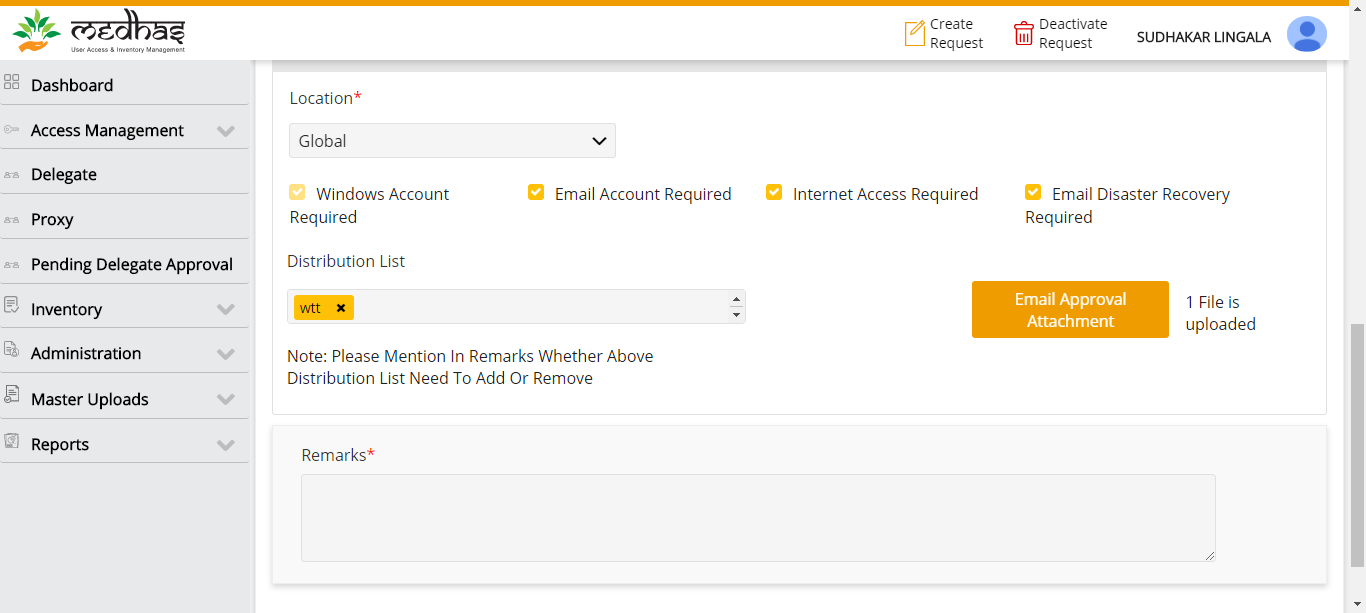 medhas
User Access & Inventory Management
Create
Request
Deactivate
Request
SUDHAKAR LINGALA
Dashboard
Access Management
Delegate
Proxy
Pending Delegate Approval
Inventory
Administration
Master Uploads
Reports
Location*
Global
Windows Account
Required
Email Account Required
Internet Access Required
Email Disaster Recovery
Required
Distribution List
wtt
Email Approval
Attachment
1 File is
uploaded
Note: Please Mention In Remarks Whether Above
Distribution List Need To Add Or Remove
Remarks*